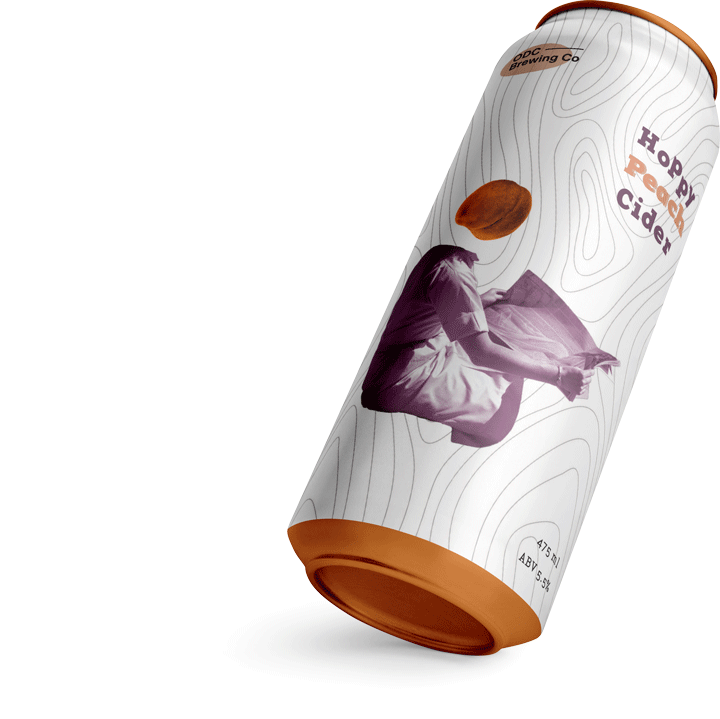 ODC
Brewing Co
Hoppy
Peach
Cider
475 ml
ABV 5.5%